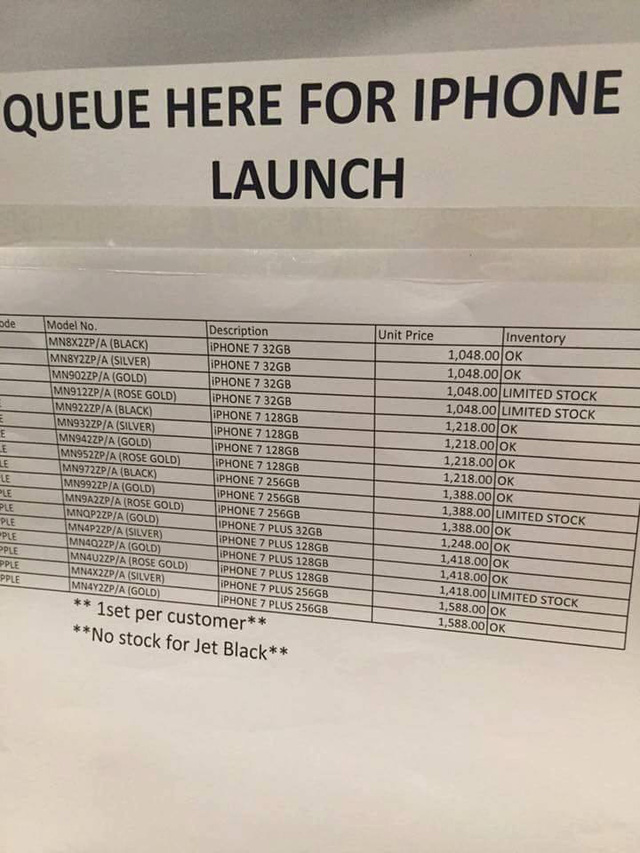 QUEUE HERE FOR IPHONE
LAUNCH
ode Model No. Description Unit Price Inventory
MN8X2ZP/A (BLACK) iPHONE 7 32GB 1,048.00 OK
MN8Y2ZP/A (SILVER) iPHONE 7 32GB 1,048.00 OK
MN902ZP/A (GOLD) iPHONE 7 32GB 1,048.00 LIMITED STOCK
MN912ZP/A (ROSE GOLD) iPHONE 7 32GB 1,048.00 LIMITED STOCK
MN922ZP/A (BLACK) iPHONE 7 128GB 1,218.00 OK
E MN932ZP/A (SILVER) iPHONE 7 128GB 1,218.00 OK
E MN942ZP/A (GOLD) iPHONE 7 128GB 1,218.00 OK
LE MN952ZP/A (ROSE GOLD) iPHONE 7 128GB 1,218.00 OK
LE MN972ZP/A (BLACK) iPHONE 7 256GB 1,388.00 OK
LE MN992ZP/A (GOLD) iPHONE 7 256GB 1,388.00 LIMITED STOCK
PLE MN9A2ZP/A (ROSE GOLD) iPHONE 7 256GB 1,388.00 OK
PLE MNQP2ZP/A (GOLD) iPHONE 7 PLUS 32GB 1,248.00 OK
PLE MN4P2ZP/A (SILVER) iPHONE 7 PLUS 128GB 1,418.00 OK
PPLE MN4Q2ZP/A (GOLD) iPHONE 7 PLUS 128GB 1,418.00 OK
PPLE MN4U2ZP/A (ROSE GOLD) iPHONE 7 PLUS 128GB 1,418.00 LIMITED STOCK
PPLE MN4X2ZP/A (SILVER) iPHONE 7 PLUS 256GB 1,588.00 OK
PPLE MN4Y2ZP/A (GOLD) iPHONE 7 PLUS 256GB 1,588.00 OK
** 1set per customer**
**No stock for Jet Black**